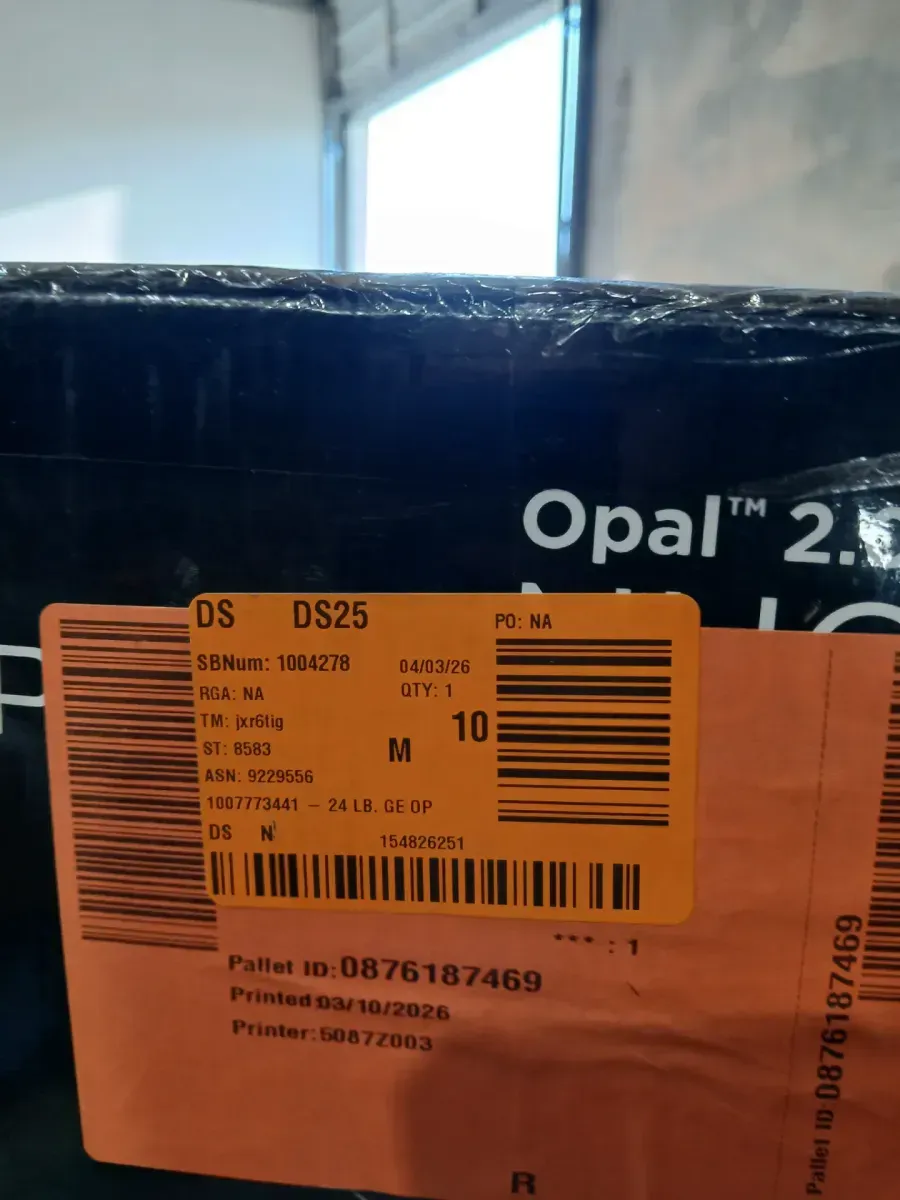 Opal™ 2.
DS DS25 PO: NA
SBNum: 1004278 04/03/26
RGA: NA QTY: 1
TM: jxr6tig 10
ST: 8583 M
ASN: 9229556
1007773441 – 24 LB. GE OP
DS N
154826251
*** : 1
Pallet ID:0876187469
Printed:03/10/2026
Printer:5087Z003
Pallet ID:0876187469
R